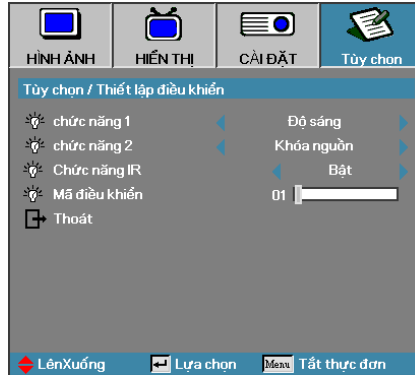 HÌNH ẢNH HIỂN THỊ CÀI ĐẶT Tùy chọn
Tùy chọn / Thiết lập điều khiển
chức năng 1 Độ sáng
chức năng 2 Khóa nguồn
Chức năng IR Bật
Mã điều khiển 01
Thoát
LênXuống Lựa chọn Menu Tắt thực đơn